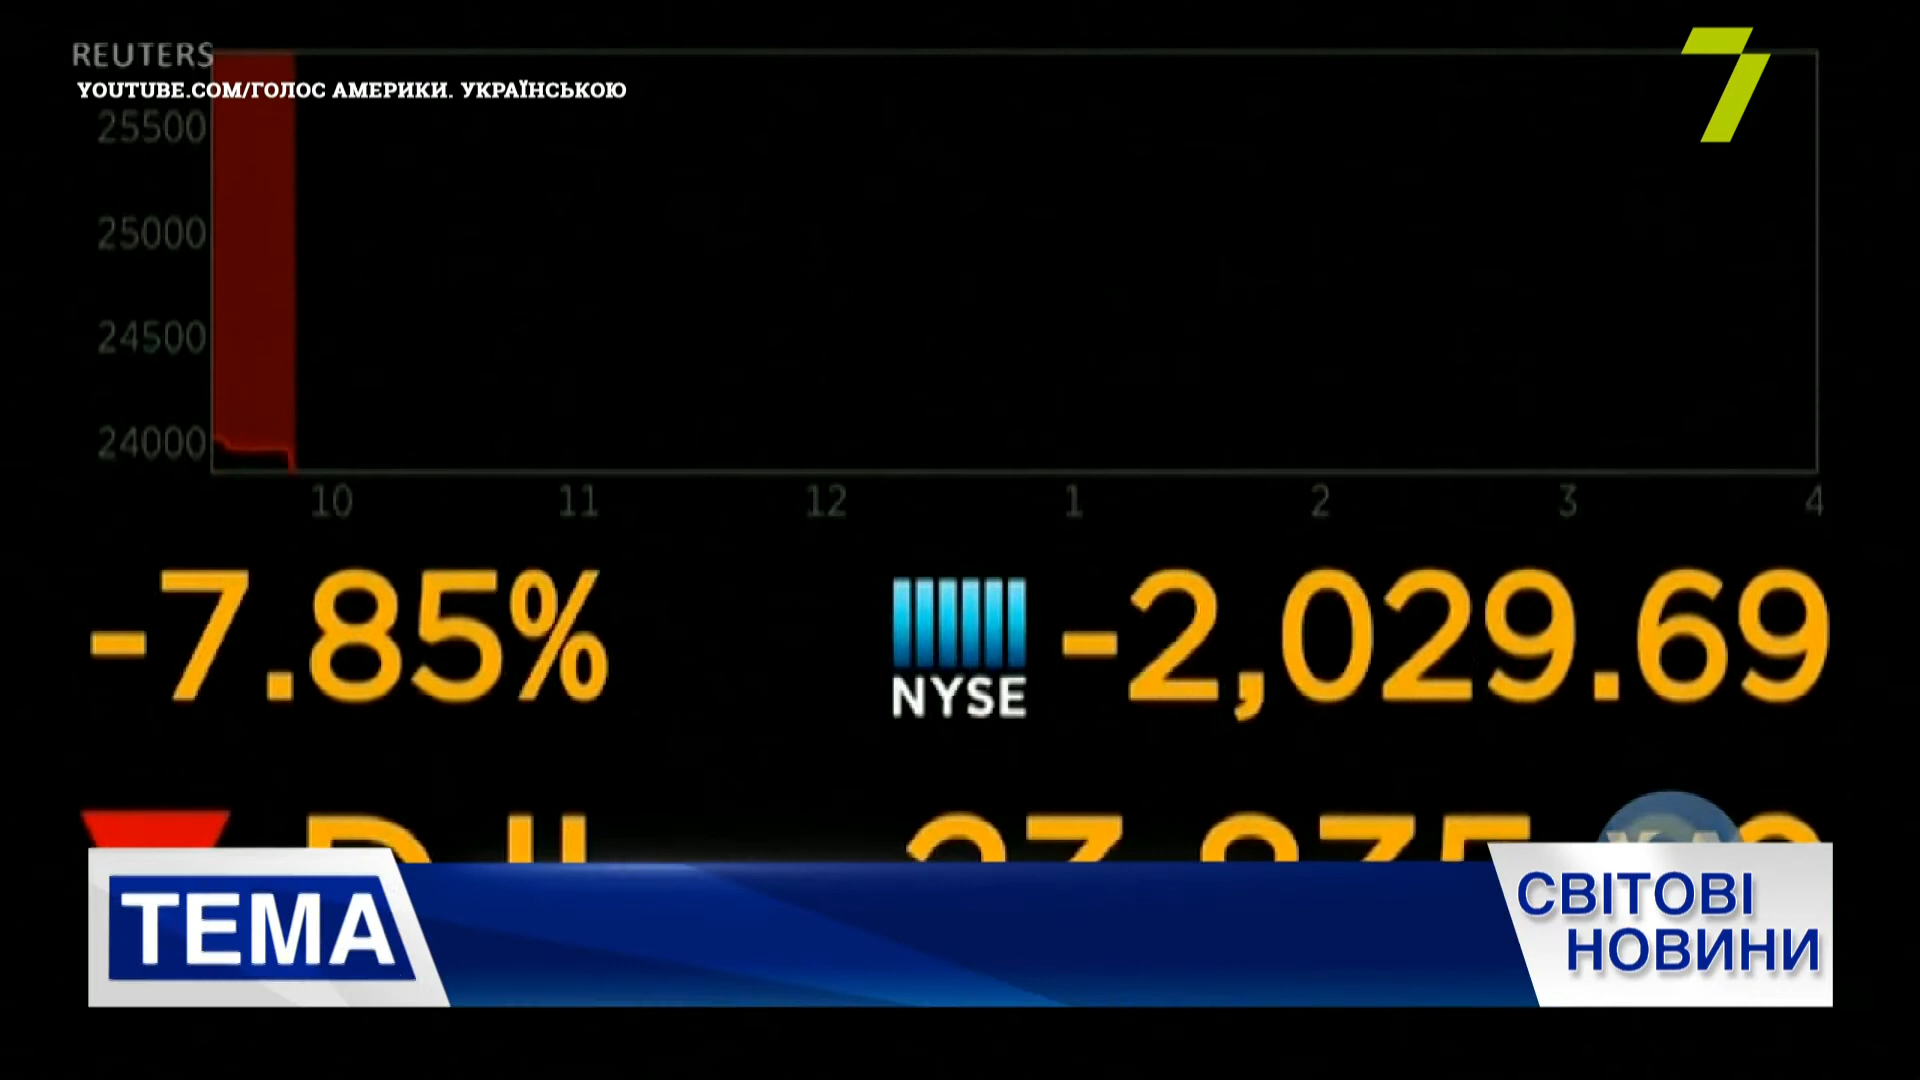 REUTERS
YOUTUBE.COM/ГОЛОС АМЕРИКИ. УКРАЇНСЬКОЮ
7
25500
25000
24500
24000
10 11 12 1 2 3 4
-7.85% NYSE -2,029.69
ТЕМА
СВІТОВІ
НОВИНИ